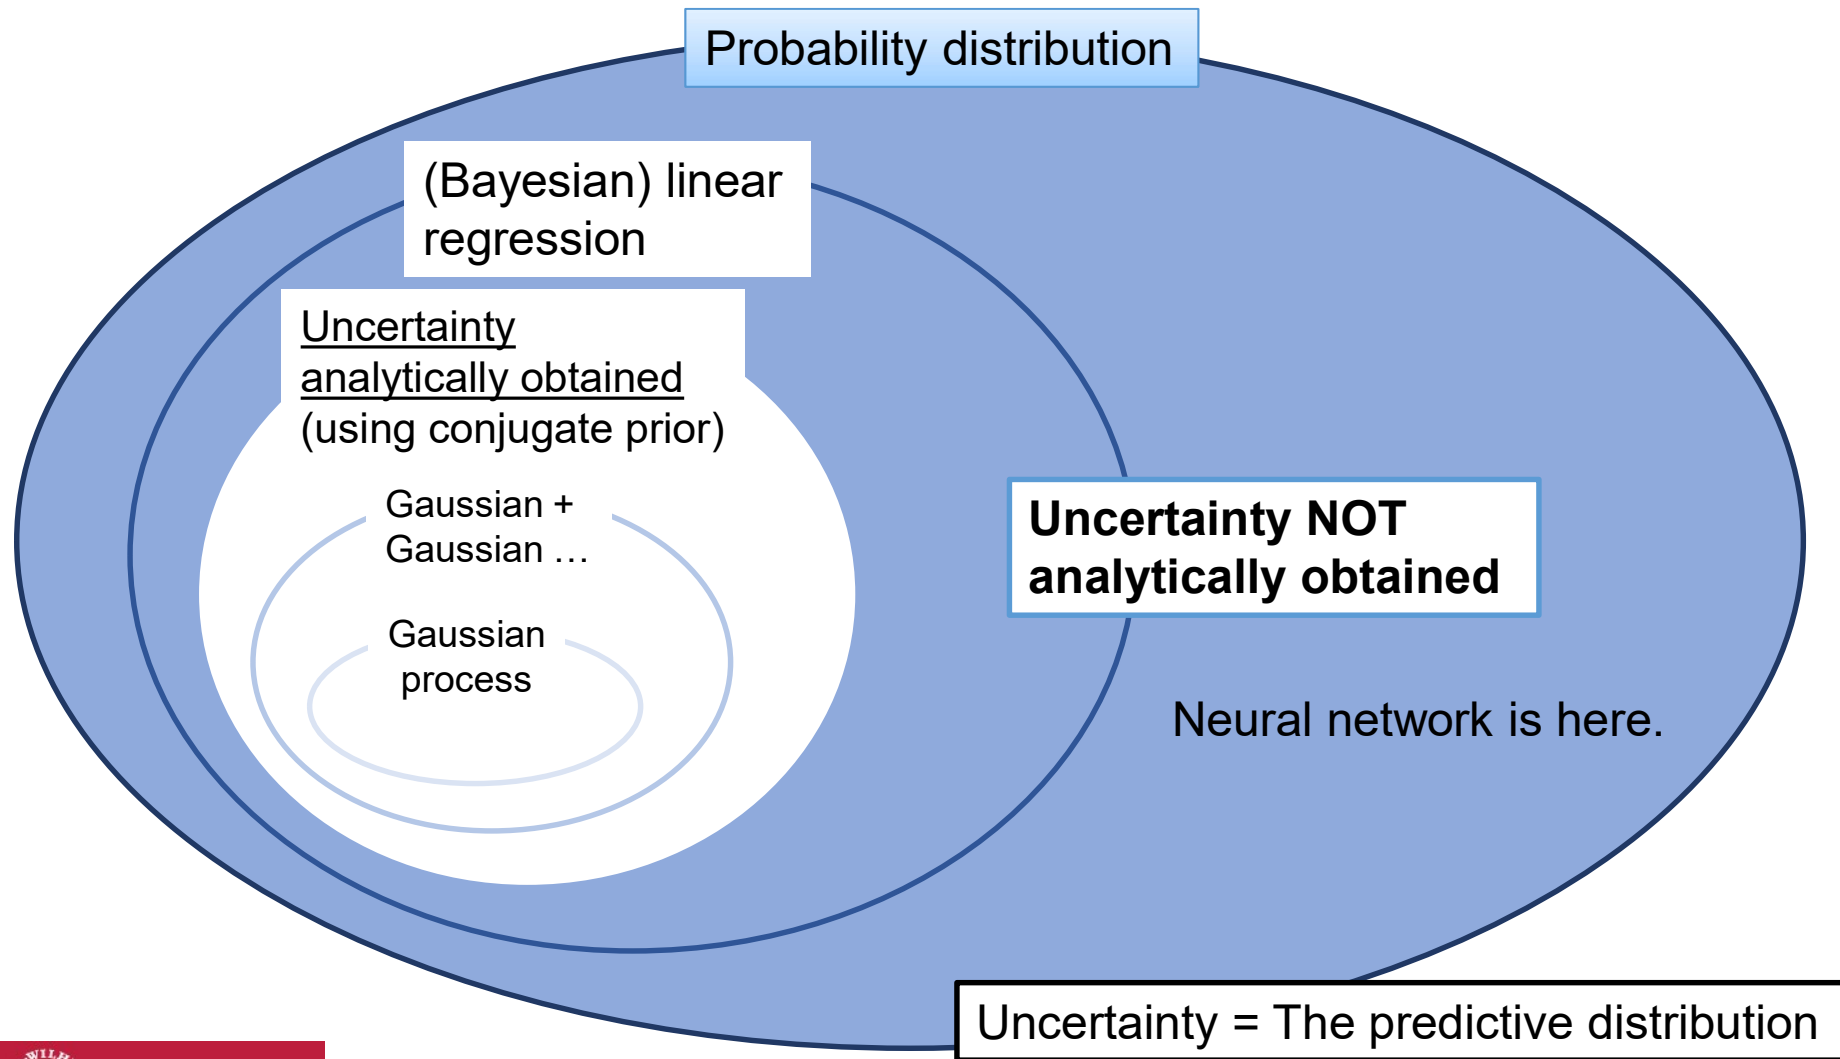 Probability distribution
(Bayesian) linear
regression
Uncertainty
analytically obtained
(using conjugate prior)
Gaussian +
Gaussian …
Gaussian
process
Uncertainty NOT
analytically obtained
Neural network is here.
Uncertainty = The predictive distribution